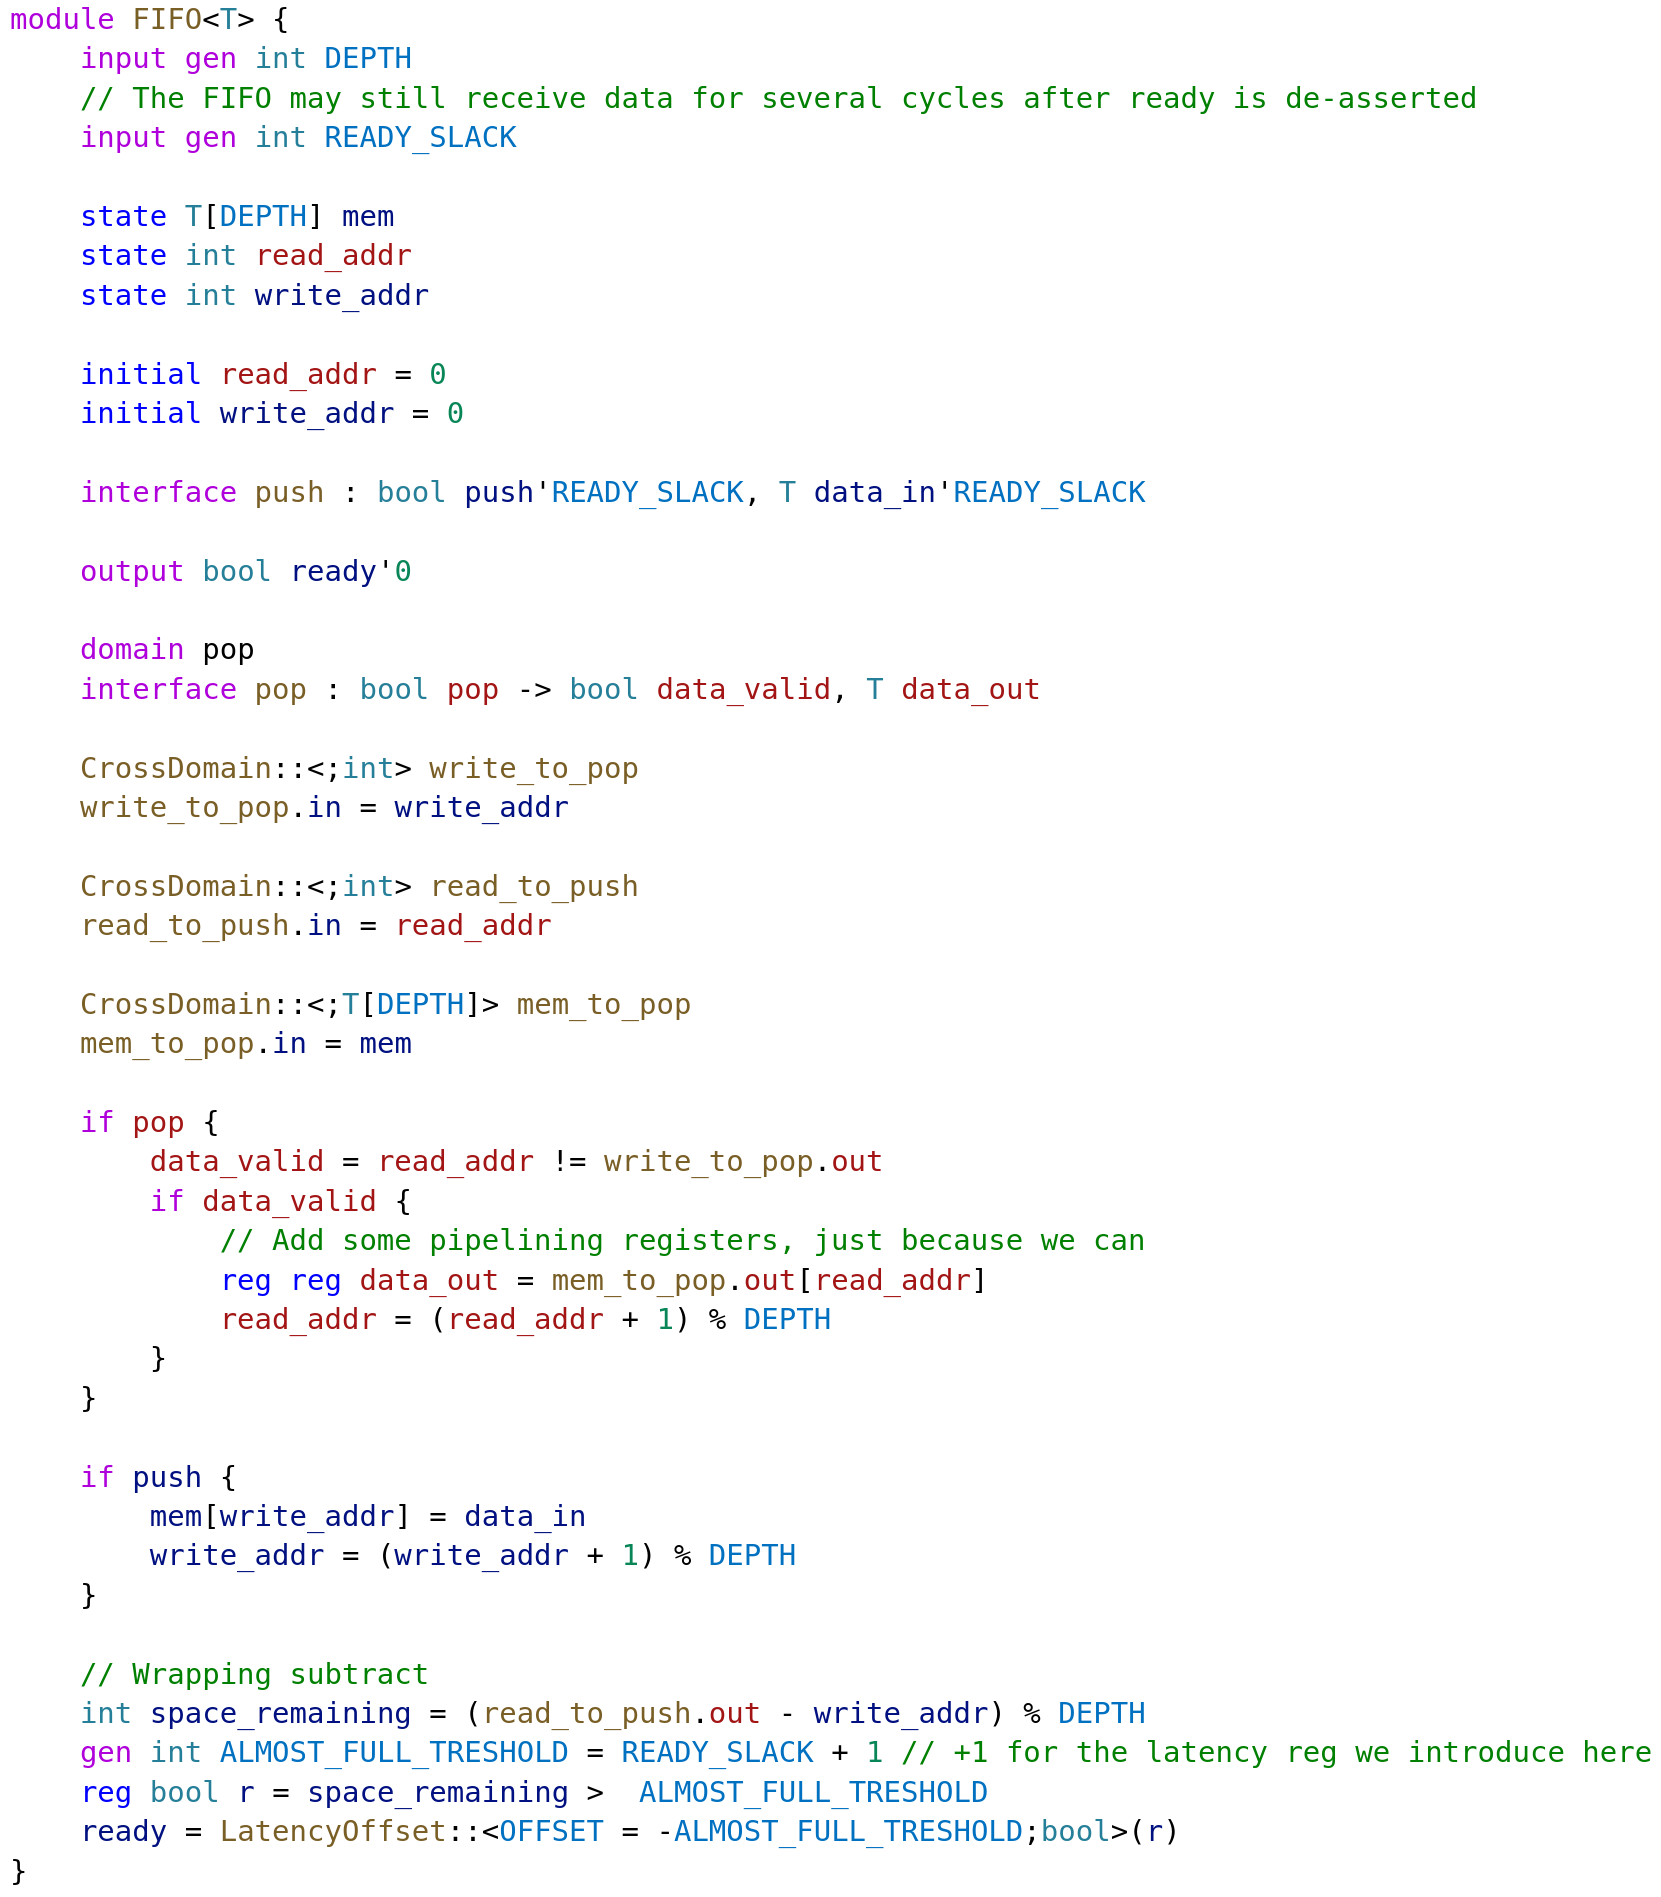 module FIFO<T> {
    input gen int DEPTH
    // The FIFO may still receive data for several cycles after ready is de-asserted
    input gen int READY_SLACK

    state T[DEPTH] mem
    state int read_addr
    state int write_addr

    initial read_addr = 0
    initial write_addr = 0

    interface push : bool push'READY_SLACK, T data_in'READY_SLACK

    output bool ready'0

    domain pop
    interface pop : bool pop -> bool data_valid, T data_out

    CrossDomain::<;int> write_to_pop
    write_to_pop.in = write_addr

    CrossDomain::<;int> read_to_push
    read_to_push.in = read_addr

    CrossDomain::<;T[DEPTH]> mem_to_pop
    mem_to_pop.in = mem

    if pop {
        data_valid = read_addr != write_to_pop.out
        if data_valid {
            // Add some pipelining registers, just because we can
            reg reg data_out = mem_to_pop.out[read_addr]
            read_addr = (read_addr + 1) % DEPTH
        }
    }

    if push {
        mem[write_addr] = data_in
        write_addr = (write_addr + 1) % DEPTH
    }

    // Wrapping subtract
    int space_remaining = (read_to_push.out - write_addr) % DEPTH
    gen int ALMOST_FULL_TRESHOLD = READY_SLACK + 1 // +1 for the latency reg we introduce here
    reg bool r = space_remaining >  ALMOST_FULL_TRESHOLD
    ready = LatencyOffset::<OFFSET = -ALMOST_FULL_TRESHOLD;bool>(r)
}